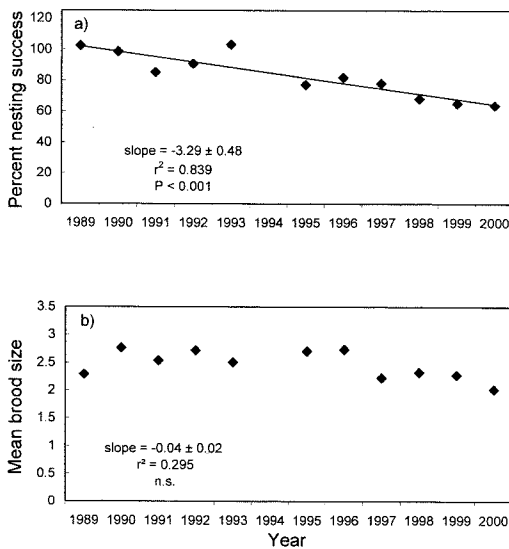 a)
Percent nesting success
120
100
80
60
40
20
0
slope = -3.29 ± 0.48
r² = 0.839
P < 0.001
1989 1990 1991 1992 1993 1994 1995 1996 1997 1998 1999 2000
b)
Mean brood size
3.5
3
2.5
2
1.5
1
0.5
0
slope = -0.04 ± 0.02
r² = 0.295
n.s.
1989 1990 1991 1992 1993 1994 1995 1996 1997 1998 1999 2000
Year